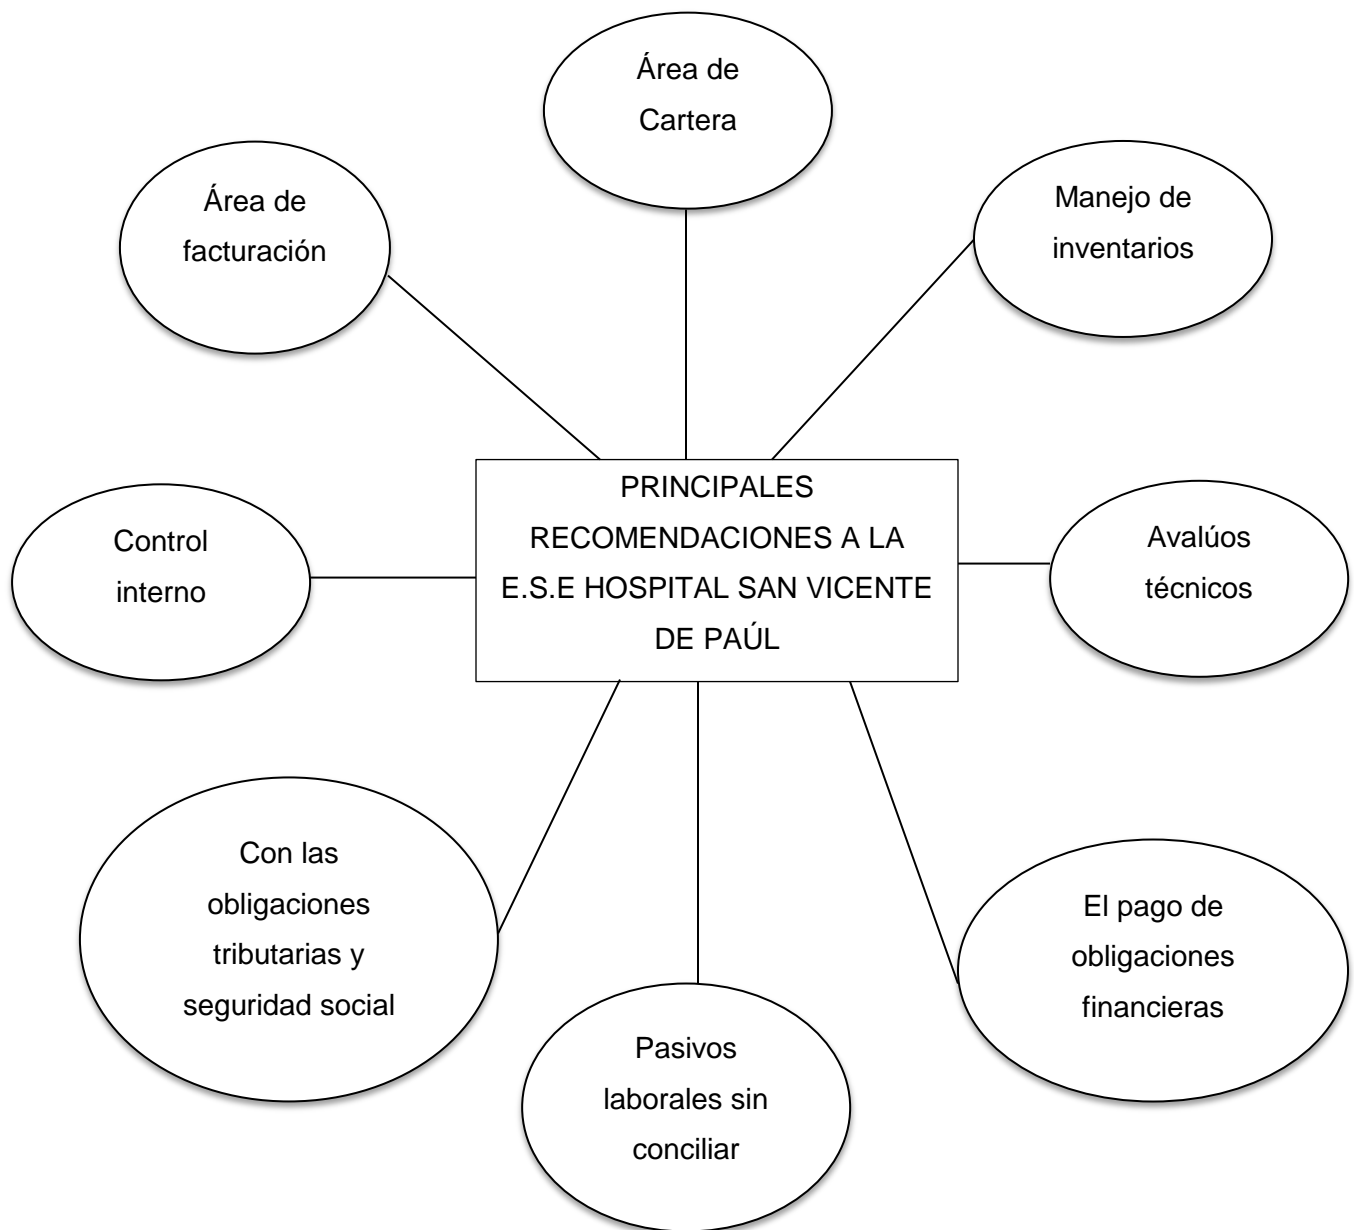 Área de
Cartera
Área de
facturación
Manejo de
inventarios
PRINCIPALES
RECOMENDACIONES A LA
E.S.E HOSPITAL SAN VICENTE
DE PAÚL
Control
interno
Avalúos
técnicos
Con las
obligaciones
tributarias y
seguridad social
El pago de
obligaciones
financieras
Pasivos
laborales sin
conciliar